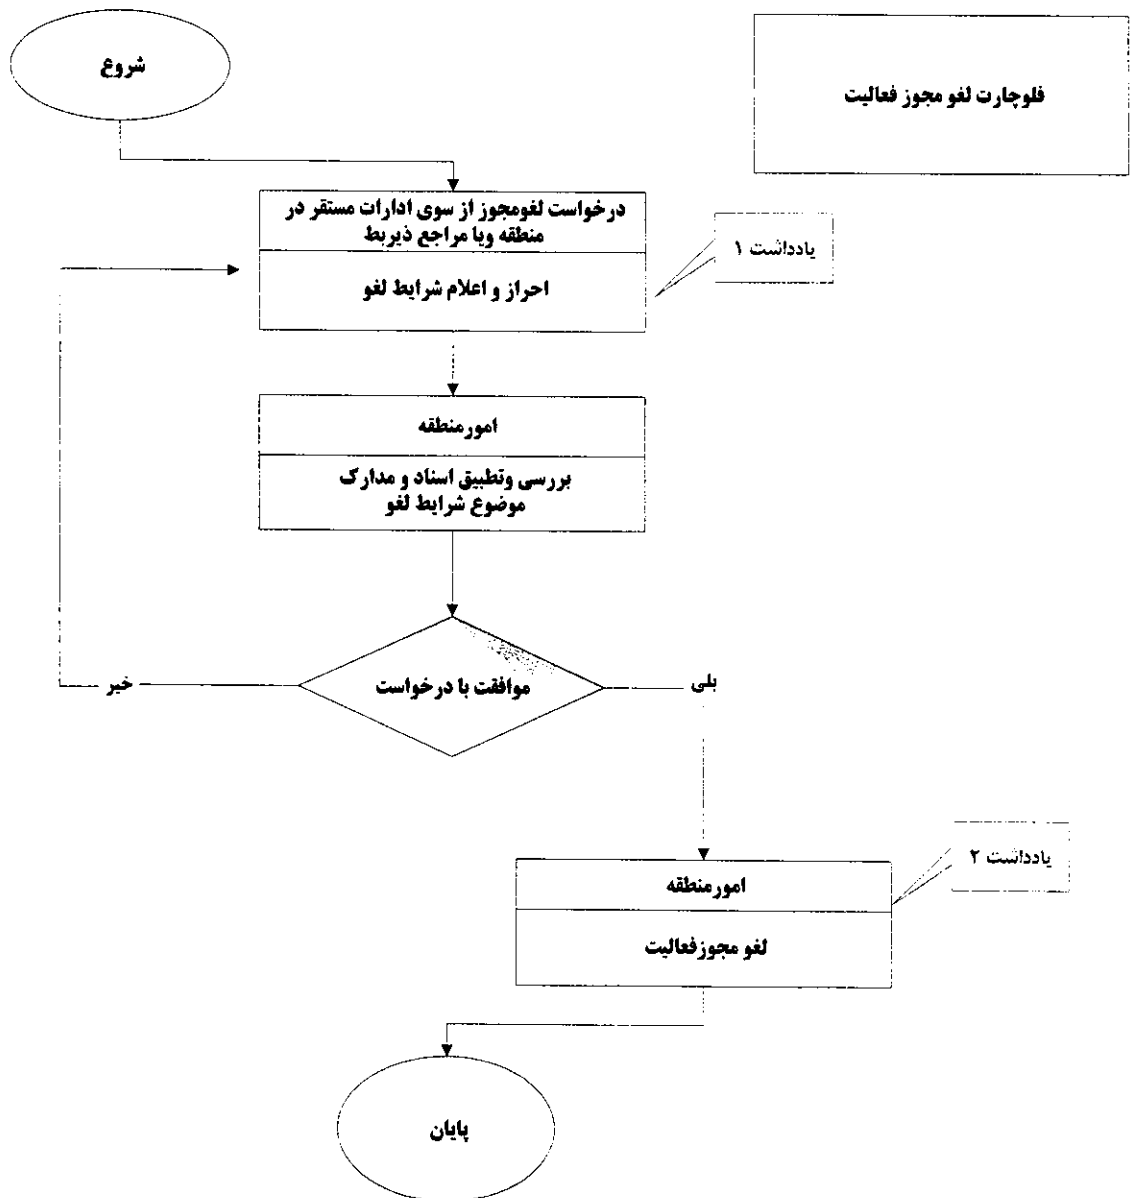 فلوچارت لغو مجوز فعالیت
شروع
درخواست لغومجوز از سوی ادارات مستقر در
منطقه ویا مراجع ذیربط
احراز و اعلام شرایط لغو
یادداشت ۱
امورمنطقه
بررسی وتطبیق اسناد و مدارک
موضوع شرایط لغو
موافقت با درخواست
بلی
خیر
یادداشت ۲
امورمنطقه
لغو مجوزفعالیت
پایان